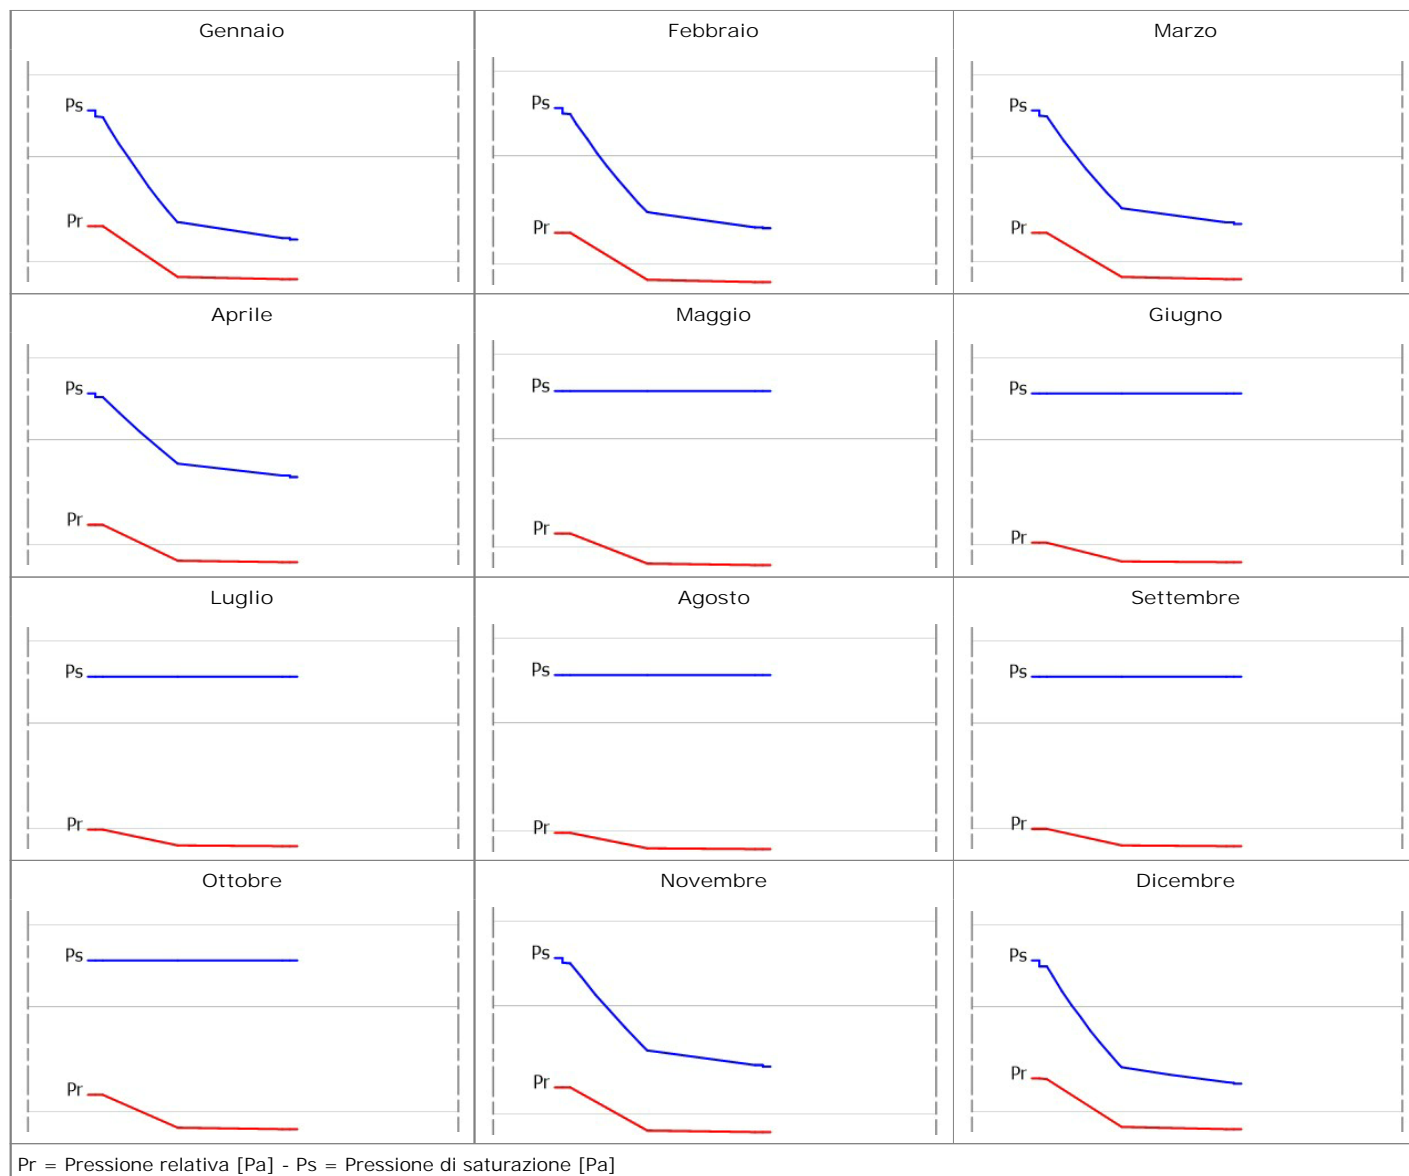 Gennaio
Febbraio
Marzo
Ps
Pr
Ps
Pr
Ps
Pr
Aprile
Maggio
Giugno
Ps
Pr
Ps
Pr
Ps
Pr
Luglio
Agosto
Settembre
Ps
Pr
Ps
Pr
Ps
Pr
Ottobre
Novembre
Dicembre
Ps
Pr
Ps
Pr
Ps
Pr
Pr = Pressione relativa [Pa] - Ps = Pressione di saturazione [Pa]